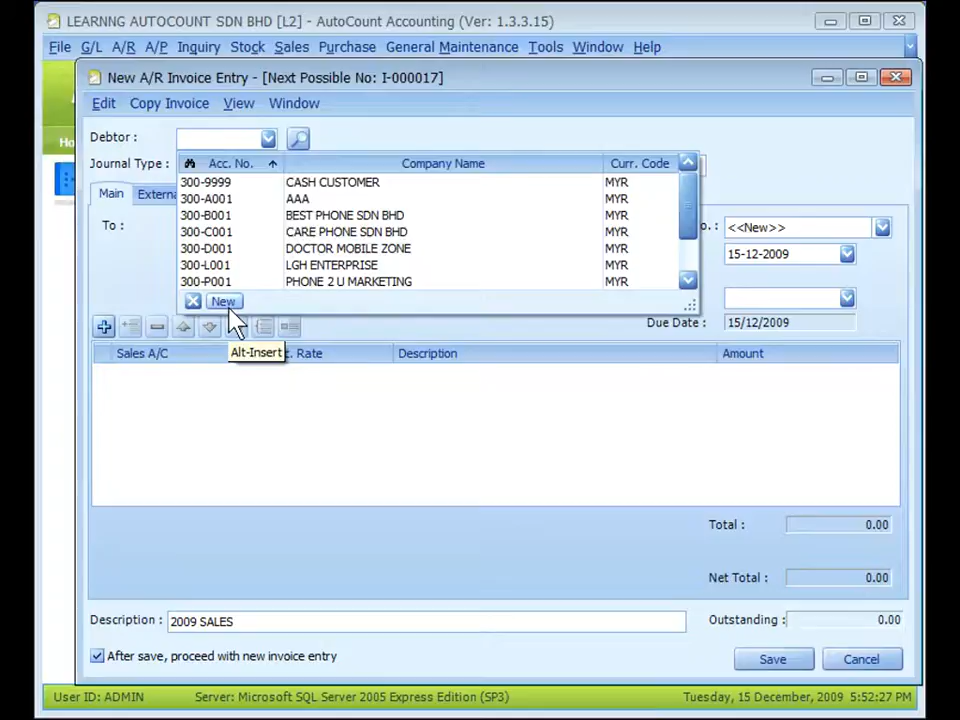 LEARNNG AUTOCOUNT SDN BHD [L2] - AutoCount Accounting (Ver: 1.3.3.15)
File G/L A/R A/P Inquiry Stock Sales Purchase General Maintenance Tools Window Help
New A/R Invoice Entry - [Next Possible No: I-000017]
Edit Copy Invoice View Window
Debtor :
Journal Type :
Acc. No. Company Name Curr. Code
300-9999 CASH CUSTOMER MYR
300-A001 AAA MYR
300-B001 BEST PHONE SDN BHD MYR
300-C001 CARE PHONE SDN BHD MYR
300-D001 DOCTOR MOBILE ZONE MYR
300-L001 LGH ENTERPRISE MYR
300-P001 PHONE 2 U MARKETING MYR
New
Ho
Main Externa
To :
o. : <<New>>
15-12-2009
Due Date : 15/12/2009
Alt-Insert
Sales A/C t. Rate Description Amount
Total : 0.00
Net Total : 0.00
Description : 2009 SALES
Outstanding : 0.00
After save, proceed with new invoice entry
Save Cancel
User ID: ADMIN Server: Microsoft SQL Server 2005 Express Edition (SP3) Tuesday, 15 December, 2009 5:52:27 PM